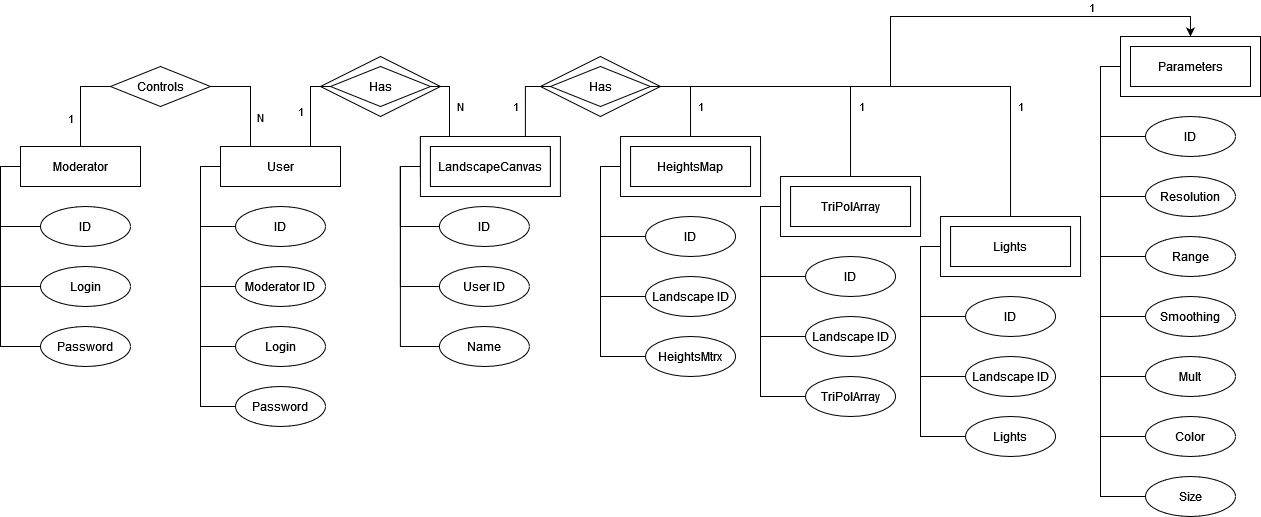 1
Controls
Has
Has
Parameters
1
N
1
N
1
1
1
1
Moderator
User
LandscapeCanvas
HeightsMap
TriPolArray
Lights
ID
Login
Password
ID
Moderator ID
Login
Password
ID
User ID
Name
ID
Landscape ID
HeightsMtrx
ID
Landscape ID
TriPolArray
ID
Landscape ID
Lights
ID
Resolution
Range
Smoothing
Mult
Color
Size